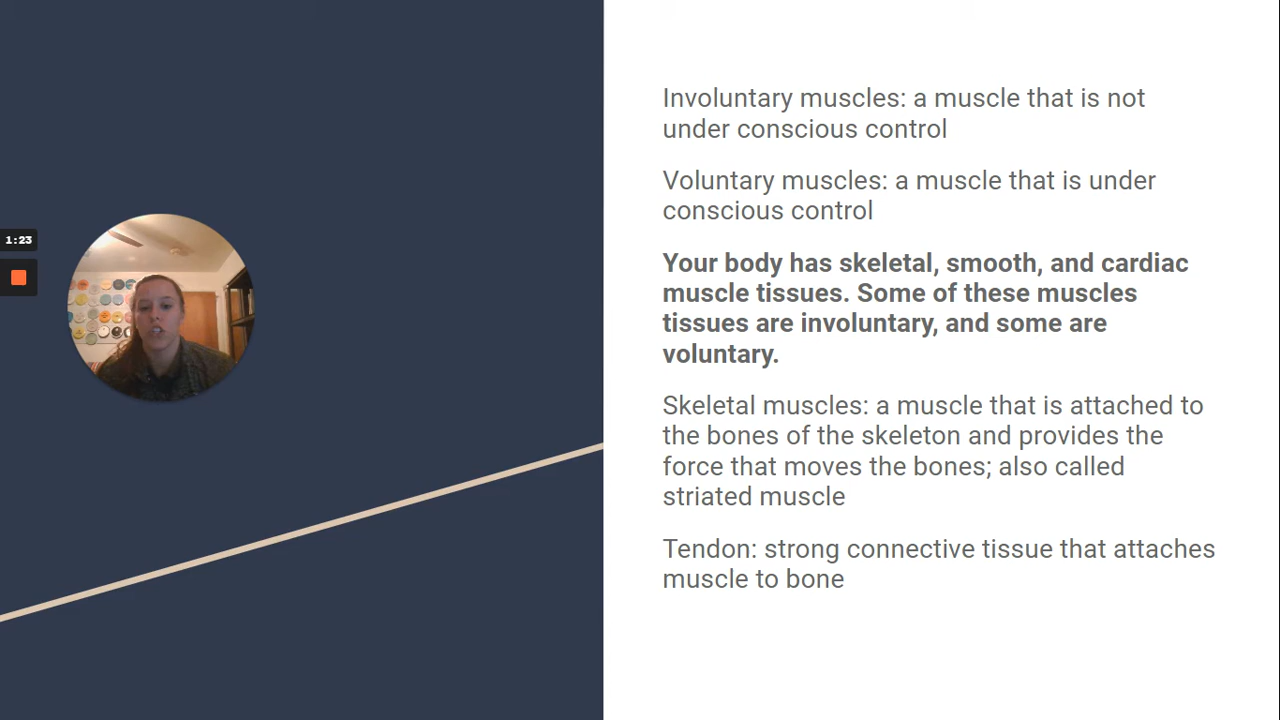 1:23
Involuntary muscles: a muscle that is not
under conscious control
Voluntary muscles: a muscle that is under
conscious control
Your body has skeletal, smooth, and cardiac
muscle tissues. Some of these muscles
tissues are involuntary, and some are
voluntary.
Skeletal muscles: a muscle that is attached to
the bones of the skeleton and provides the
force that moves the bones; also called
striated muscle
Tendon: strong connective tissue that attaches
muscle to bone